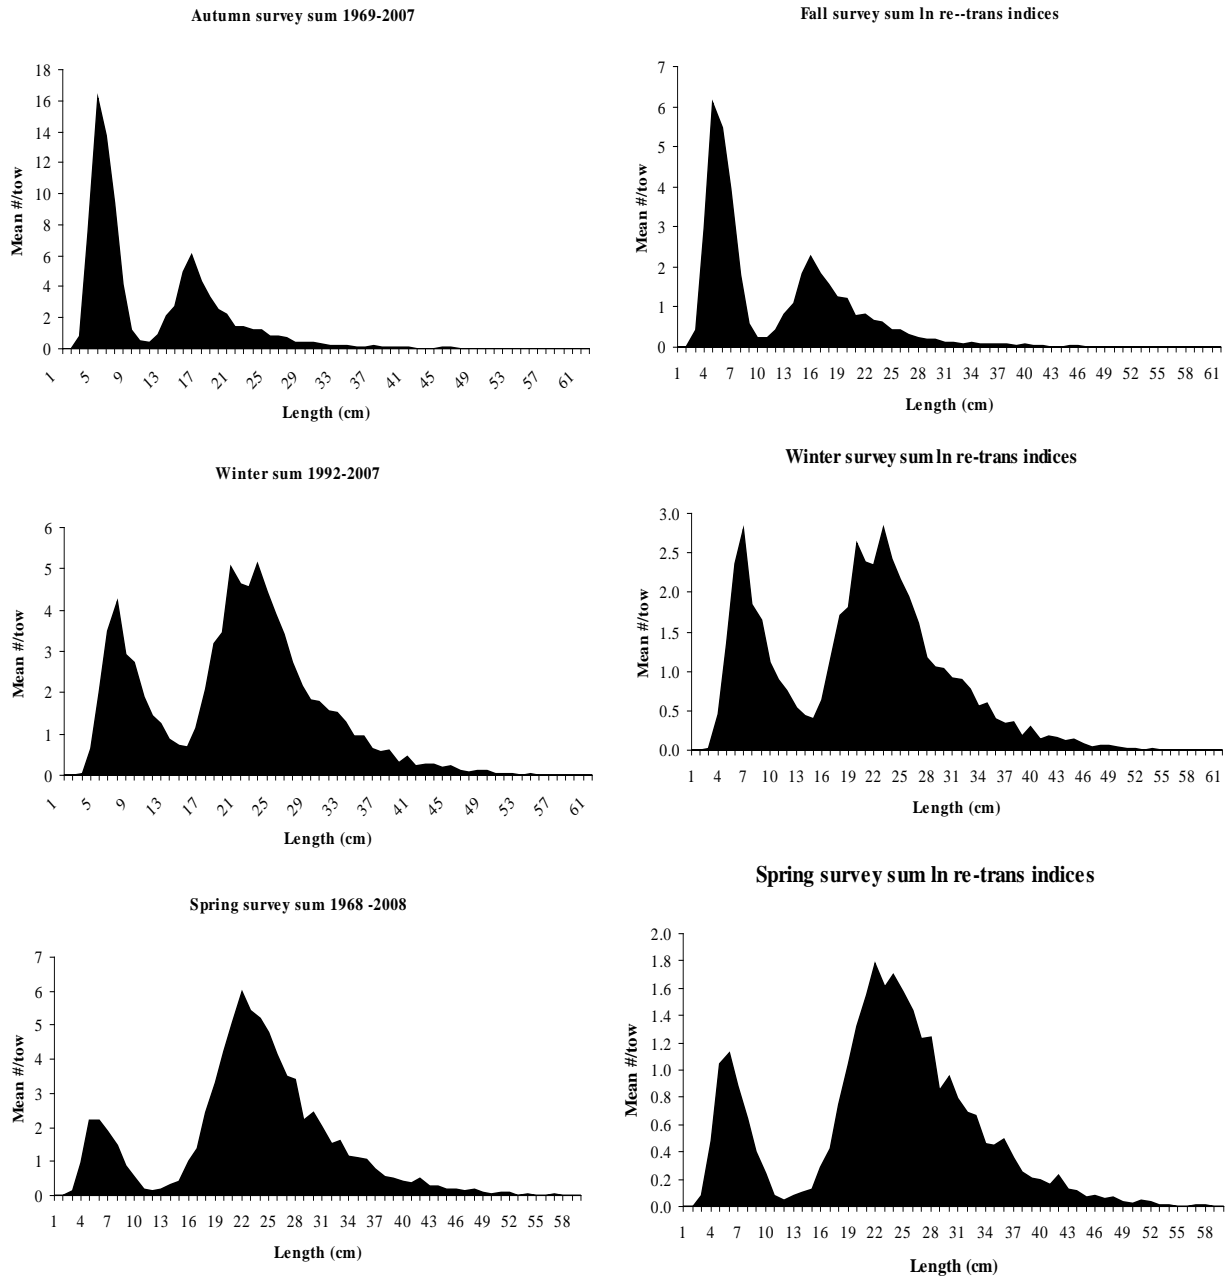 Autumn survey sum 1969-2007
18
16
14
12
10
8
6
4
2
0
Mean #/tow
1 5 9 13 17 21 25 29 33 37 41 45 49 53 57 61
Length (cm)
Fall survey sum ln re--trans indices
7
6
5
4
3
2
1
0
Mean #/tow
1 4 7 10 13 16 19 22 25 28 31 34 37 40 43 46 49 52 55 58 61
Length (cm)
Winter sum 1992-2007
6
5
4
3
2
1
0
Mean #/tow
1 5 9 13 17 21 25 29 33 37 41 45 49 53 57 61
Length (cm)
Winter survey sum ln re-trans indices
3.0
2.5
2.0
1.5
1.0
0.5
0.0
Mean #/tow
1 4 7 10 13 16 19 22 25 28 31 34 37 40 43 46 49 52 55 58 61
Length (cm)
Spring survey sum 1968 -2008
7
6
5
4
3
2
1
0
Mean #/tow
1 4 7 10 13 16 19 22 25 28 31 34 37 40 43 46 49 52 55 58
Length (cm)
Spring survey sum ln re-trans indices
2.0
1.8
1.6
1.4
1.2
1.0
0.8
0.6
0.4
0.2
0.0
Mean #/tow
1 4 7 10 13 16 19 22 25 28 31 34 37 40 43 46 49 52 55 58
Length (cm)